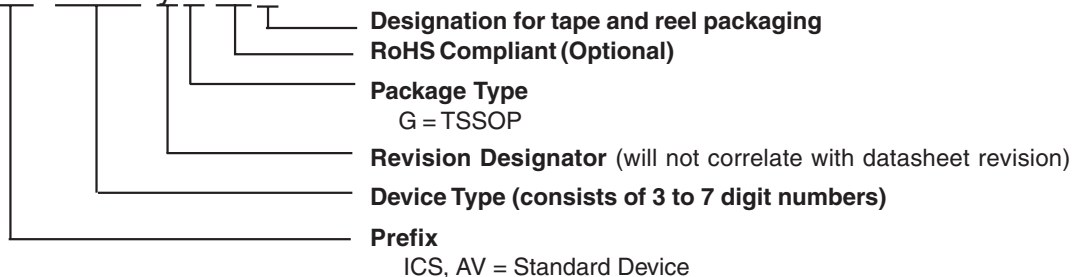 Designation for tape and reel packaging
RoHS Compliant (Optional)
Package Type
G = TSSOP
Revision Designator (will not correlate with datasheet revision)
Device Type (consists of 3 to 7 digit numbers)
Prefix
ICS, AV = Standard Device